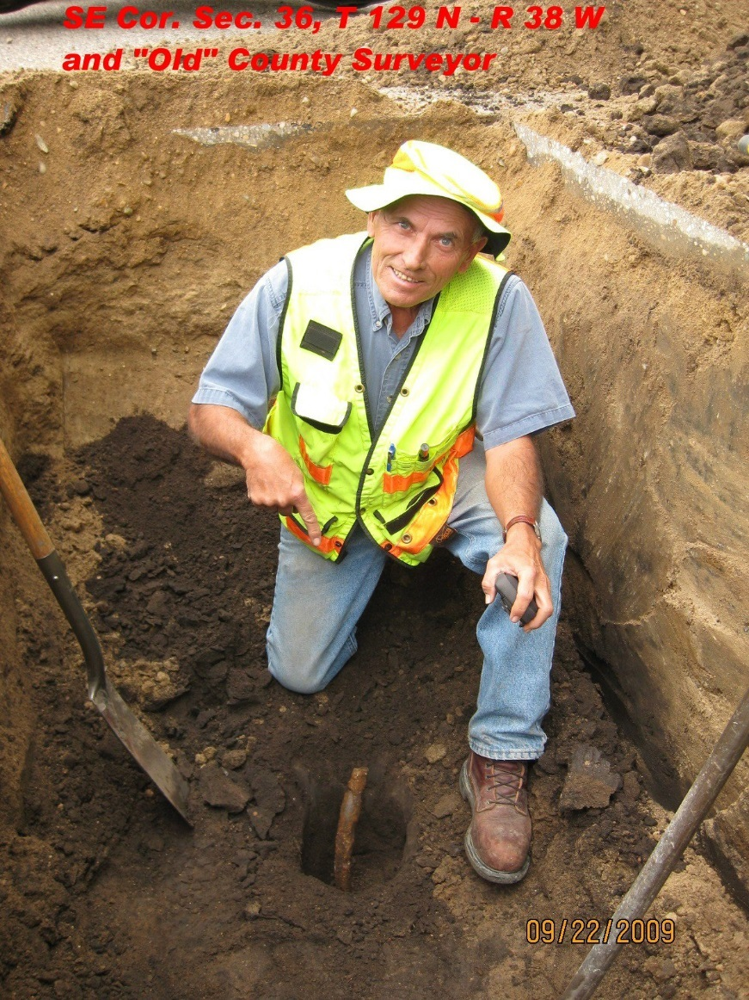 SE Cor. Sec. 36, T 129 N - R 38 W
and "Old" County Surveyor
09/22/2009